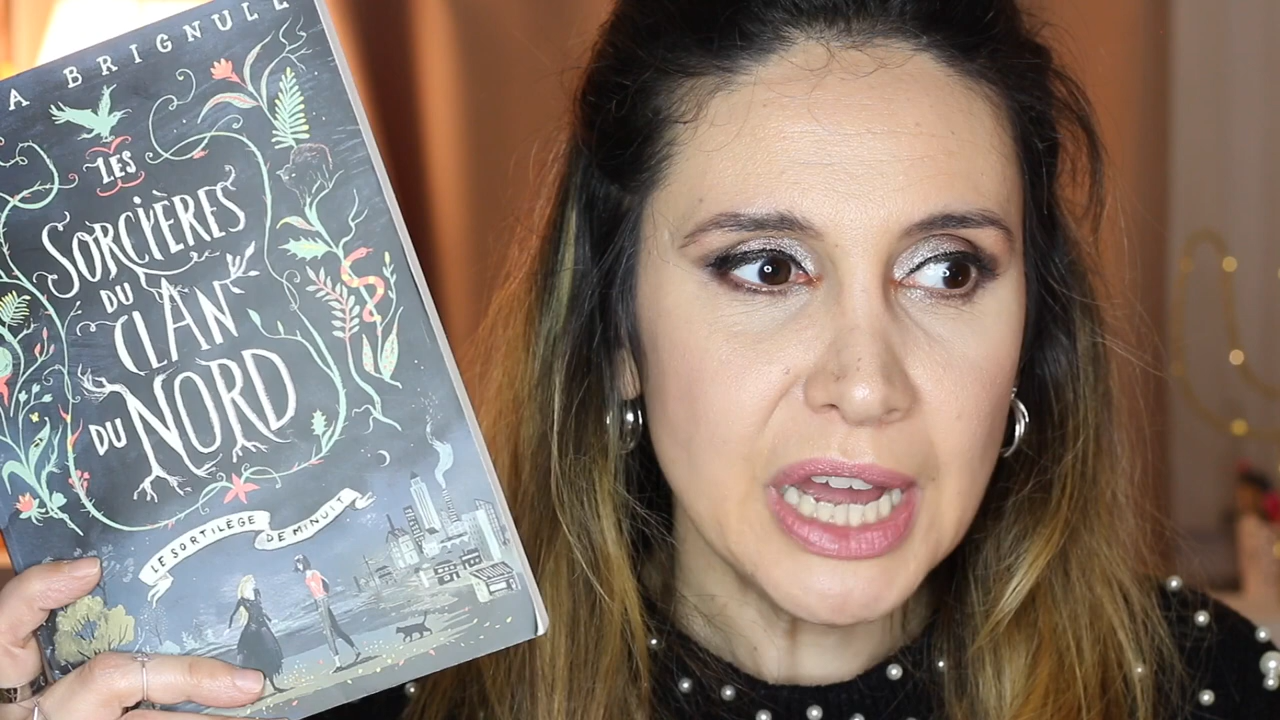 A BRIGNULL
LES
SORCIÈRES
DU
CLAN
DU NORD
LE SORTILÈGE DE MINUIT